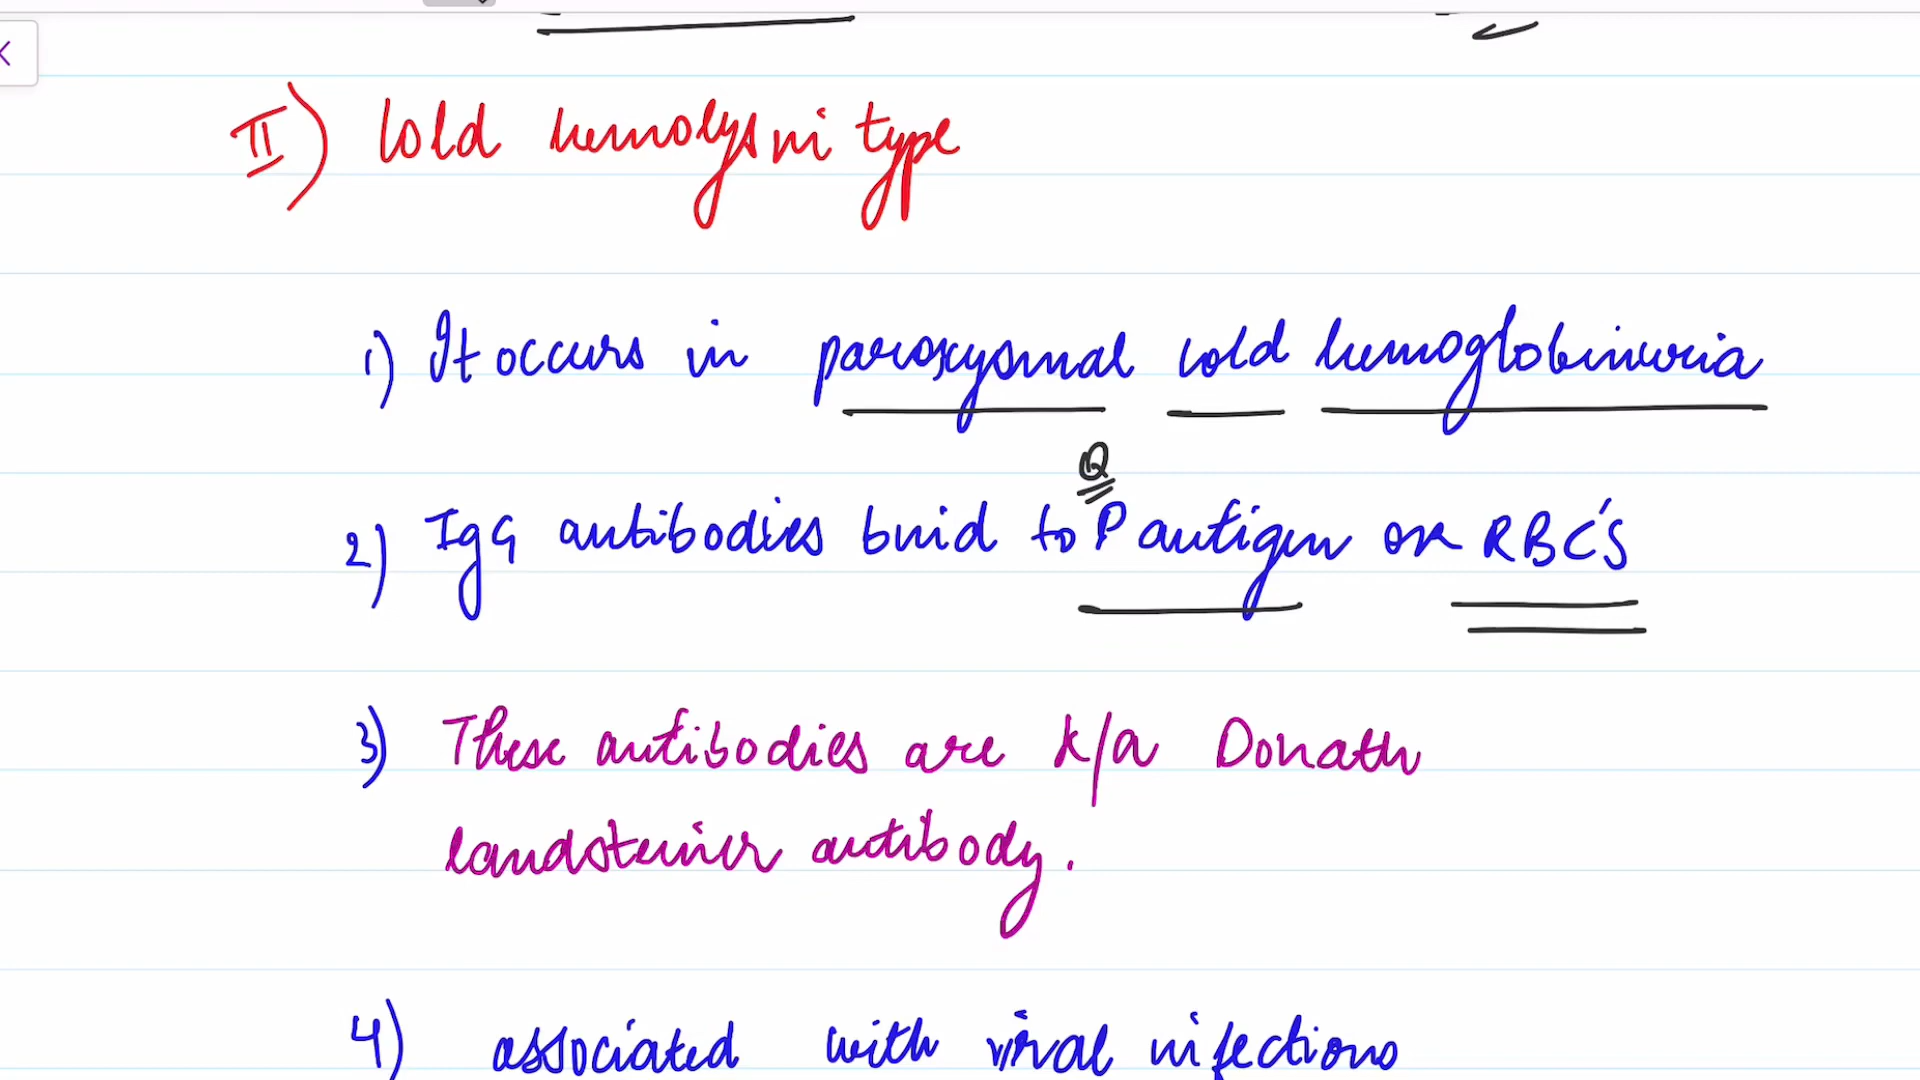 II) Cold hemolysin type
1) It occurs in paroxysmal cold hemoglobinuria
Q
2) IgG antibodies bind to P antigen on RBC's
3) These antibodies are k/a Donath
landsteiner antibody.
4) associated with viral infections